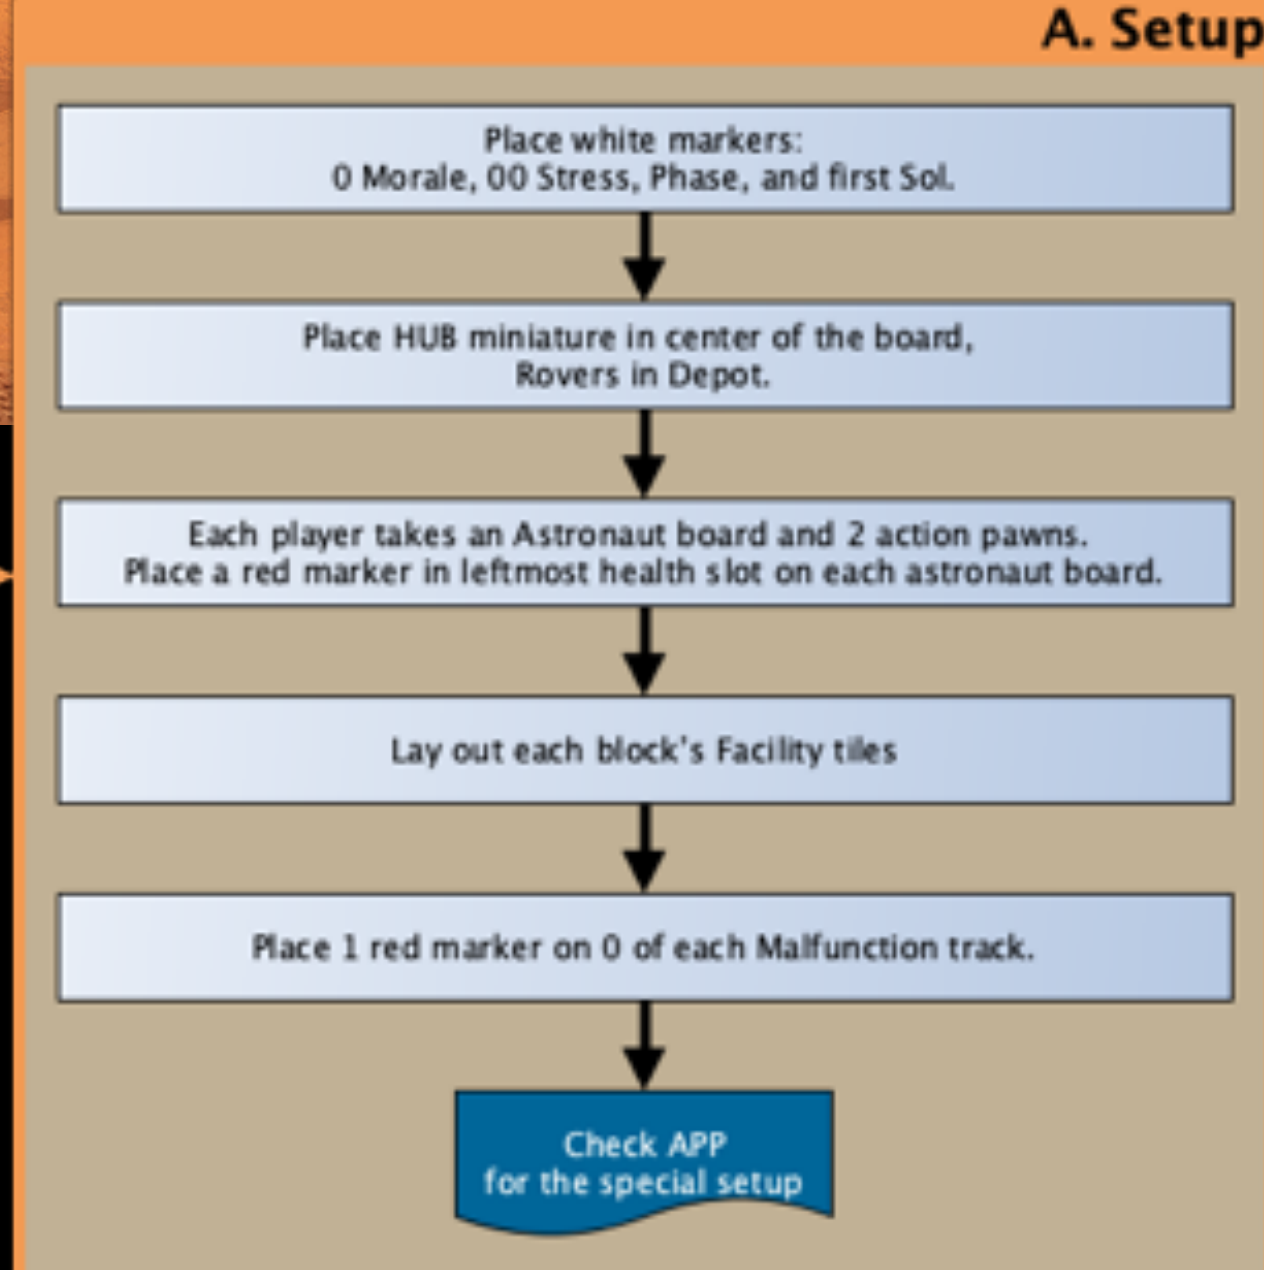 A. Setup
Place white markers:
0 Morale, 00 Stress, Phase, and first Sol.
Place HUB miniature in center of the board,
Rovers in Depot.
Each player takes an Astronaut board and 2 action pawns.
Place a red marker in leftmost health slot on each astronaut board.
Lay out each block's Facility tiles
Place 1 red marker on 0 of each Malfunction track.
Check APP
for the special setup